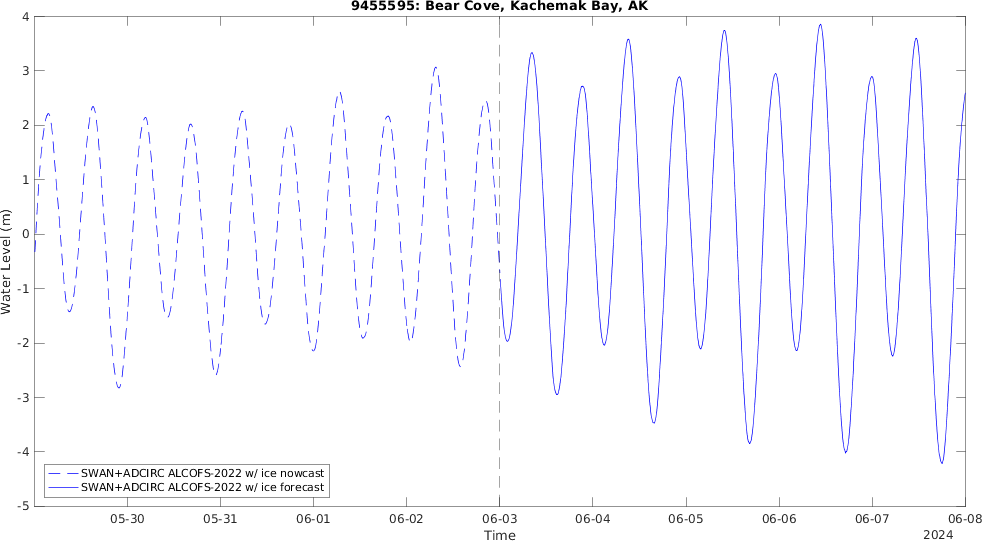 9455595: Bear Cove, Kachemak Bay, AK
4
3
2
1
0
-1
-2
-3
-4
-5
Water Level (m)
SWAN+ADCIRC ALCOFS-2022 w/ ice nowcast
SWAN+ADCIRC ALCOFS-2022 w/ ice forecast
05-30 05-31 06-01 06-02 06-03 06-04 06-05 06-06 06-07 06-08
Time
2024